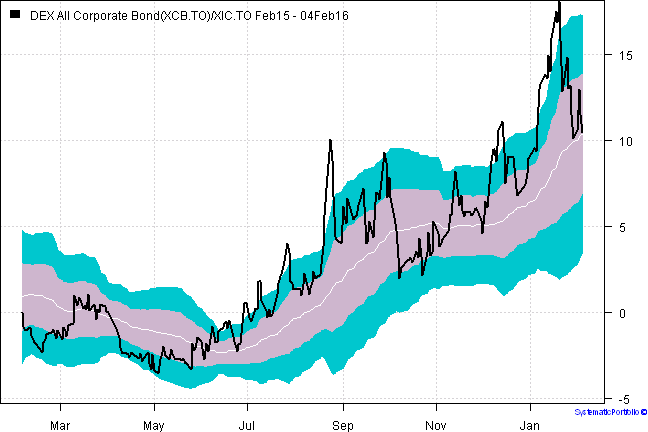 DEX All Corporate Bond(XCB.TO)/XIC.TO Feb15 - 04Feb16
15
10
5
0
-5
Mar May Jul Sep Nov Jan
SystematicPortfolio ©